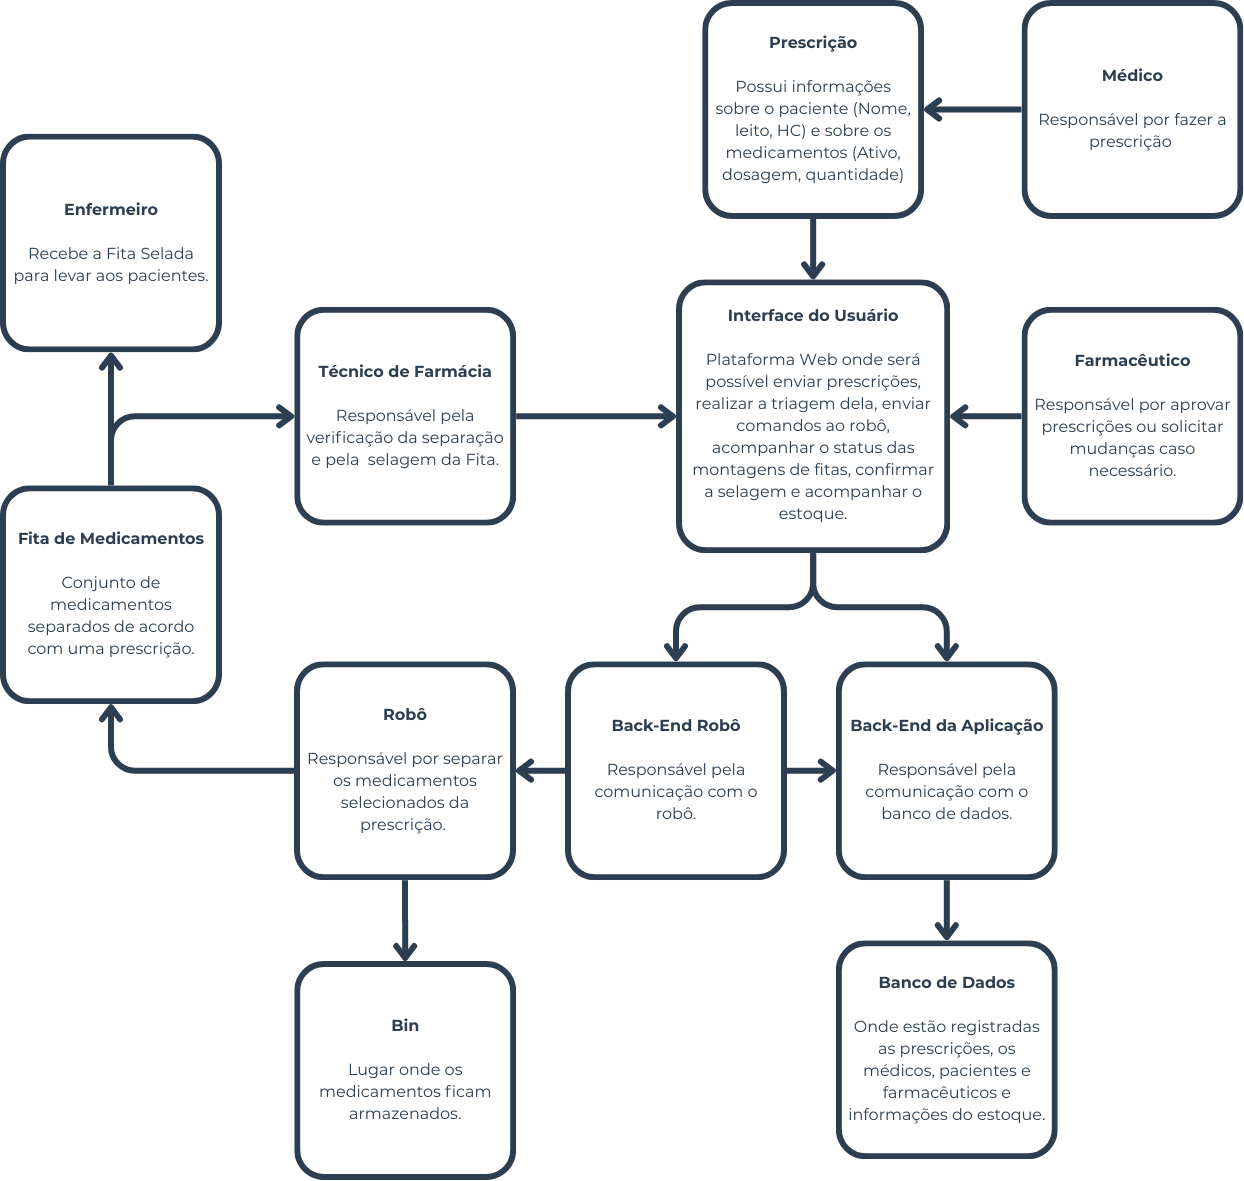 Prescrição
Possui informações
sobre o paciente (Nome,
leito, HC) e sobre os
medicamentos (Ativo,
dosagem, quantidade)
Médico
Responsável por fazer a
prescrição
Enfermeiro
Recebe a Fita Selada
para levar aos pacientes.
Técnico de Farmácia
Responsável pela
verificação da separação
e pela  selagem da Fita.
Interface do Usuário
Plataforma Web onde será
possível enviar prescrições,
realizar a triagem dela, enviar
comandos ao robô,
acompanhar o status das
montagens de fitas, confirmar
a selagem e acompanhar o
estoque.
Farmacêutico
Responsável por aprovar
prescrições ou solicitar
mudanças caso
necessário.
Fita de Medicamentos
Conjunto de
medicamentos
separados de acordo
com uma prescrição.
Robô
Responsável por separar
os medicamentos
selecionados da
prescrição.
Back-End Robô
Responsável pela
comunicação com o
robô.
Back-End da Aplicação
Responsável pela
comunicação com o
banco de dados.
Bin
Lugar onde os
medicamentos ficam
armazenados.
Banco de Dados
Onde estão registradas
as prescrições, os
médicos, pacientes e
farmacêuticos e
informações do estoque.